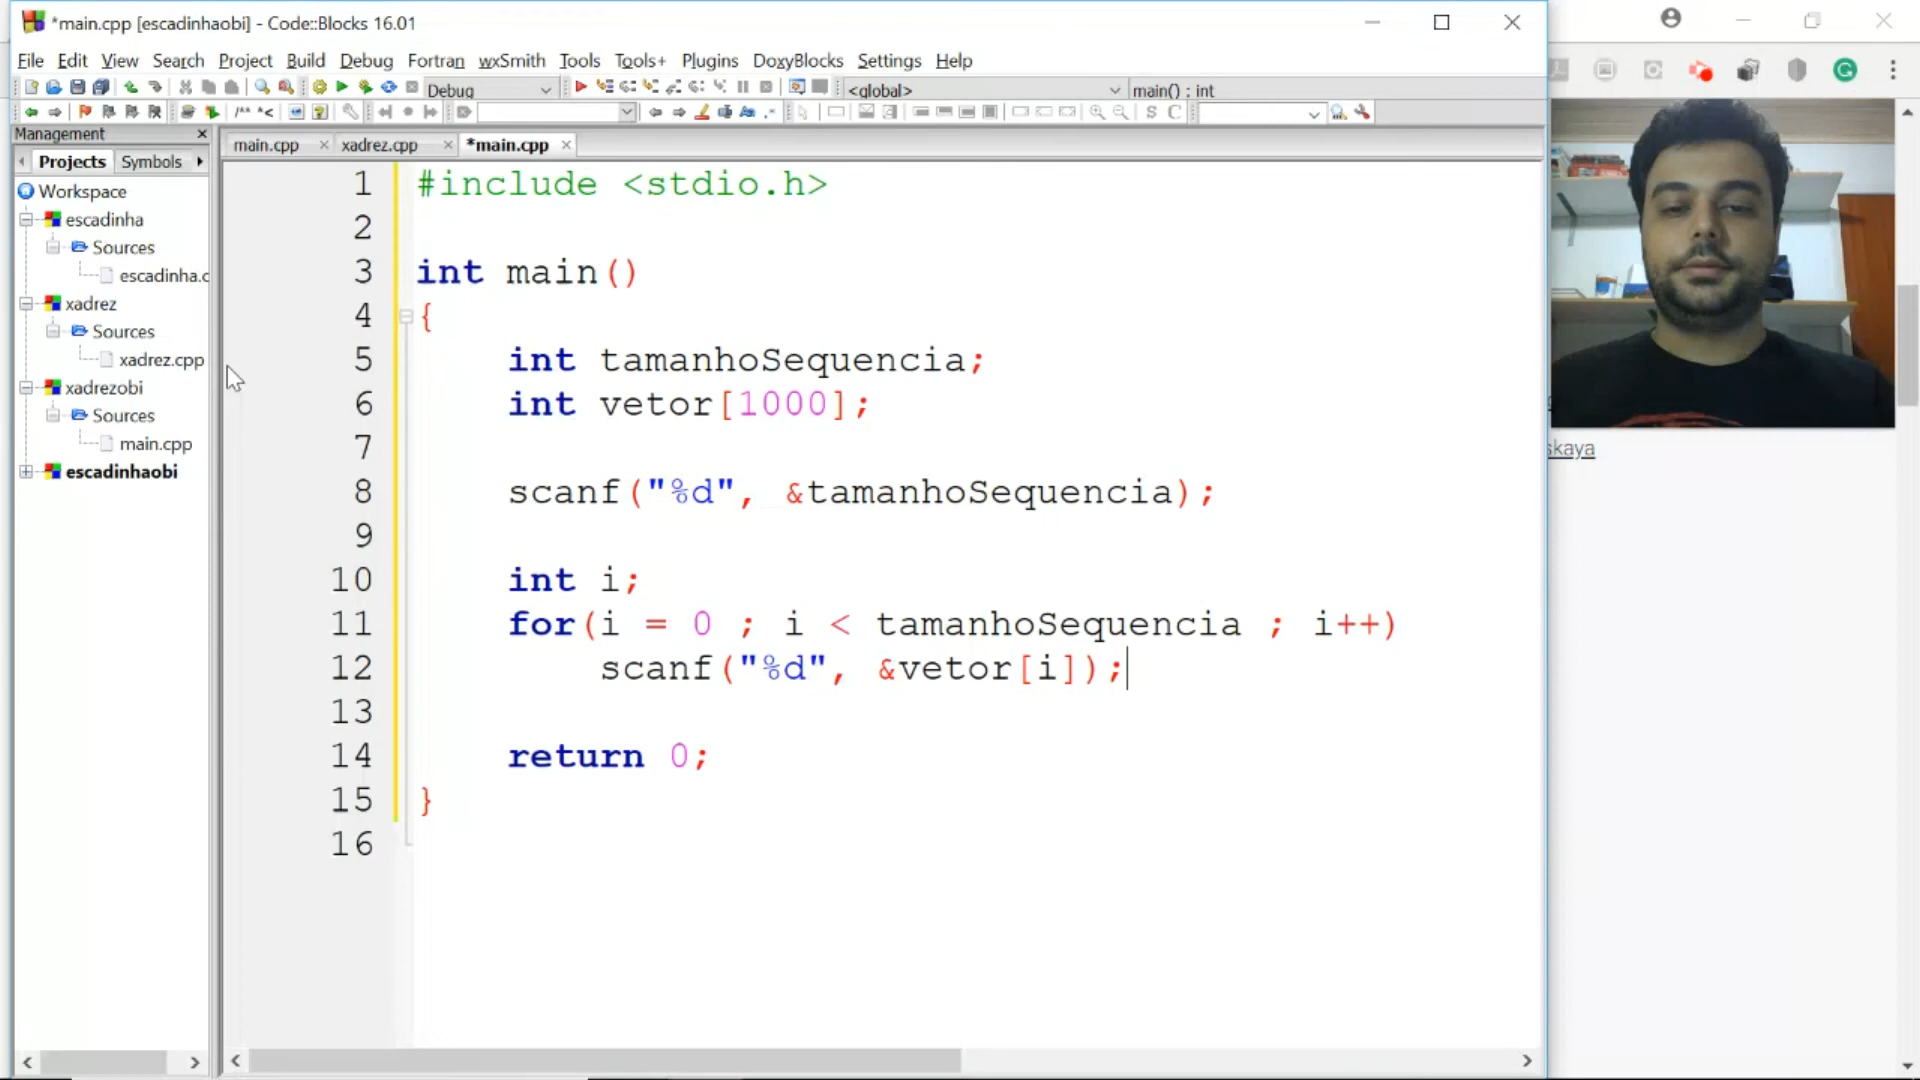 *main.cpp [escadinhaobi] - Code::Blocks 16.01
File Edit View Search Project Build Debug Fortran wxSmith Tools Tools+ Plugins DoxyBlocks Settings Help
Debug <global> main() : int
/** *< S C
Management
Projects Symbols
main.cpp xadrez.cpp *main.cpp
Workspace
escadinha
Sources
escadinha.c
xadrez
Sources
xadrez.cpp
xadrezobi
Sources
main.cpp
escadinhaobi
1 #include <stdio.h>
2
3 int main()
4 {
5 int tamanhoSequencia;
6 int vetor[1000];
7
8 scanf("%d", &tamanhoSequencia);
9
10 int i;
11 for(i = 0 ; i < tamanhoSequencia ; i++)
12 scanf("%d", &vetor[i]);
13
14 return 0;
15 }
16
skaya